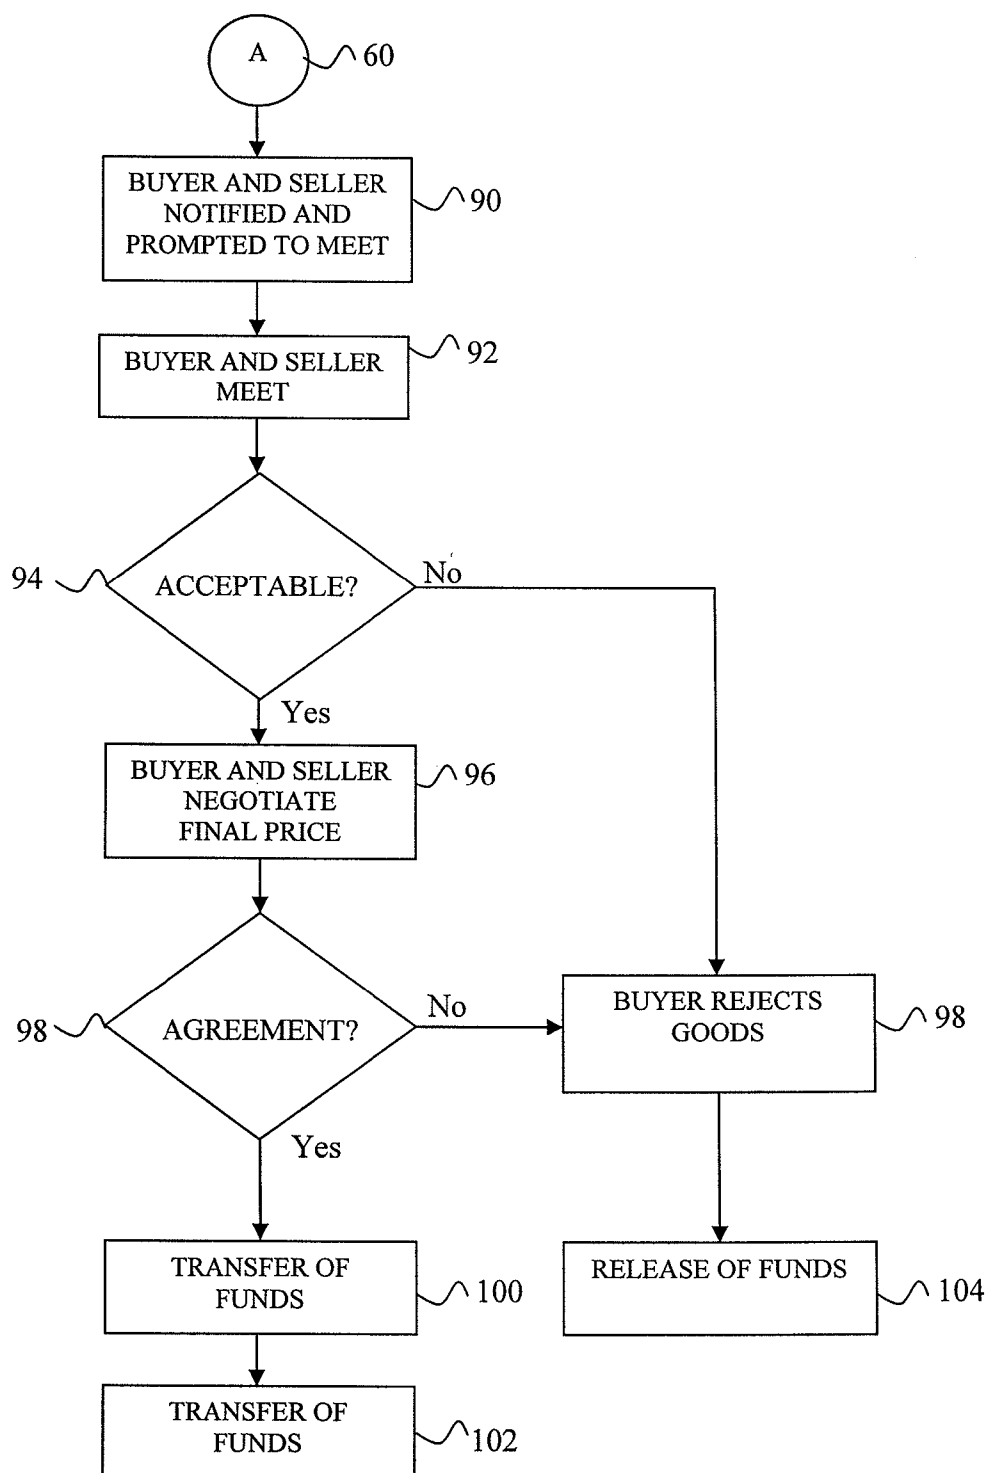 A
60
BUYER AND SELLER
NOTIFIED AND
PROMPTED TO MEET
90
BUYER AND SELLER
MEET
92
94
ACCEPTABLE?
No
Yes
BUYER AND SELLER
NEGOTIATE
FINAL PRICE
96
98
AGREEMENT?
No
BUYER REJECTS
GOODS
98
Yes
TRANSFER OF
FUNDS
100
RELEASE OF FUNDS
104
TRANSFER OF
FUNDS
102